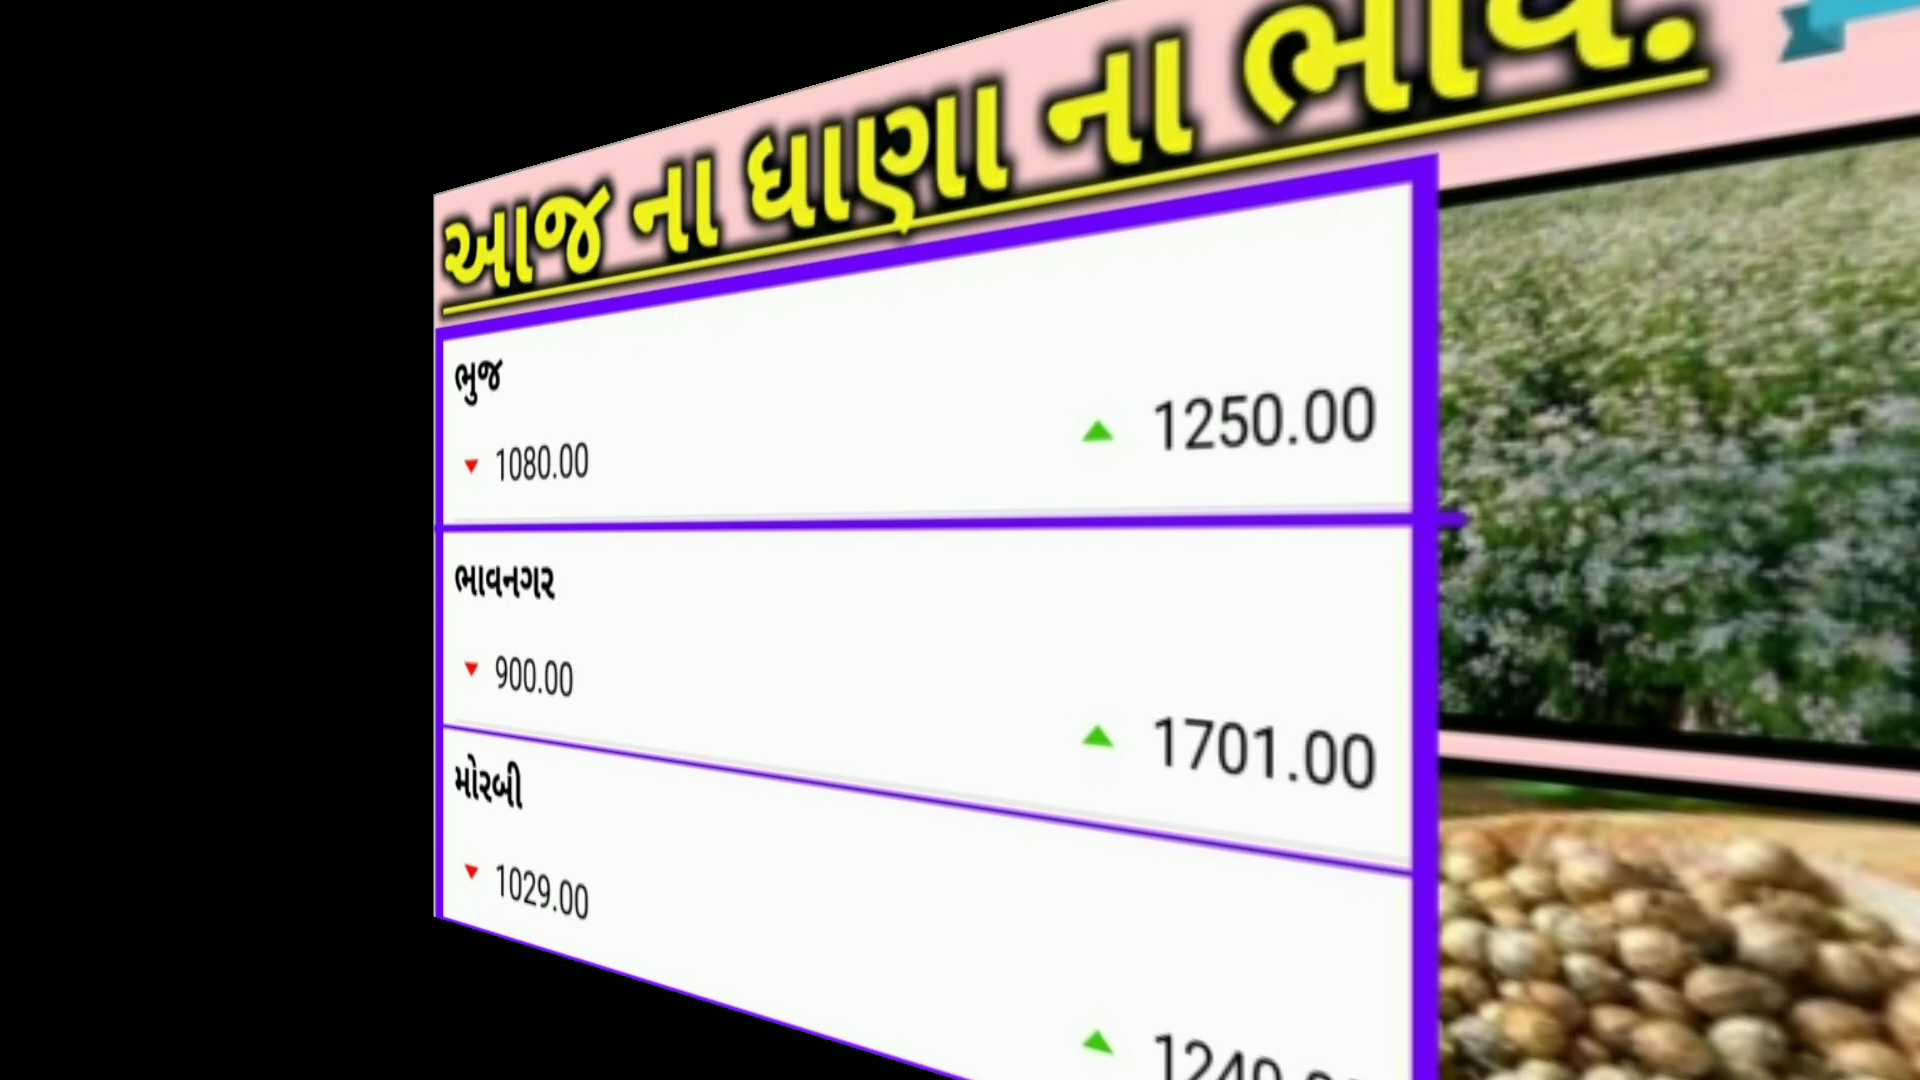 આજ ના ધાણા ના ભાવ.
ભુજ
1080.00
1250.00
ભાવનગર
900.00
1701.00
મોરબી
1029.00